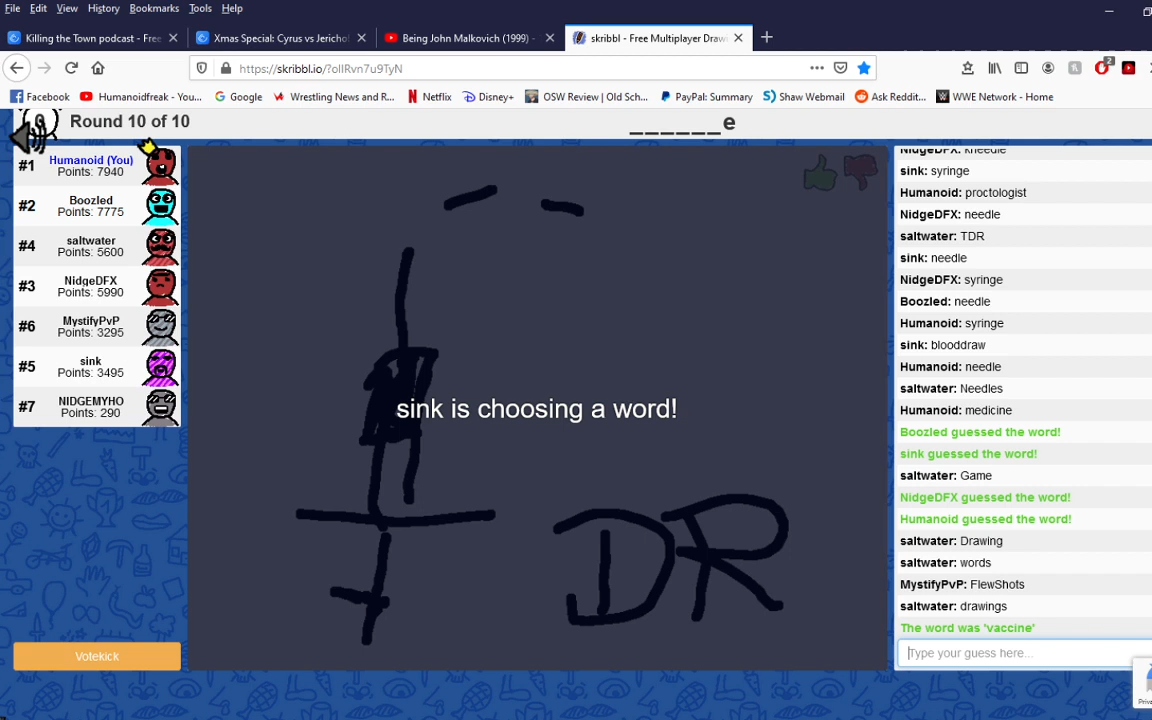 File Edit View History Bookmarks Tools Help
Killing the Town podcast - Free
Xmas Special: Cyrus vs Jericho
Being John Malkovich (1999) -
skribbl - Free Multiplayer Draw
https://skribbl.io/?olIRvn7u9TyN
2
Facebook Humanoidfreak - You... Google Wrestling News and R... Netflix Disney+ OSW Review | Old Sch... PayPal: Summary Shaw Webmail Ask Reddit... WWE Network - Home
0 Round 10 of 10 ______e
#1 Humanoid (You)
Points: 7940
#2 Boozled
Points: 7775
#4 saltwater
Points: 5600
#3 NidgeDFX
Points: 5990
#6 MystifyPvP
Points: 3295
#5 sink
Points: 3495
#7 NIDGEMYHO
Points: 290
Votekick
sink is choosing a word!
DR
NidgeDFX: kneedle
sink: syringe
Humanoid: proctologist
NidgeDFX: needle
saltwater: TDR
sink: needle
NidgeDFX: syringe
Boozled: needle
Humanoid: syringe
sink: blooddraw
Humanoid: needle
saltwater: Needles
Humanoid: medicine
Boozled guessed the word!
sink guessed the word!
saltwater: Game
NidgeDFX guessed the word!
Humanoid guessed the word!
saltwater: Drawing
saltwater: words
MystifyPvP: FlewShots
saltwater: drawings
The word was 'vaccine'
Type your guess here...
Priva